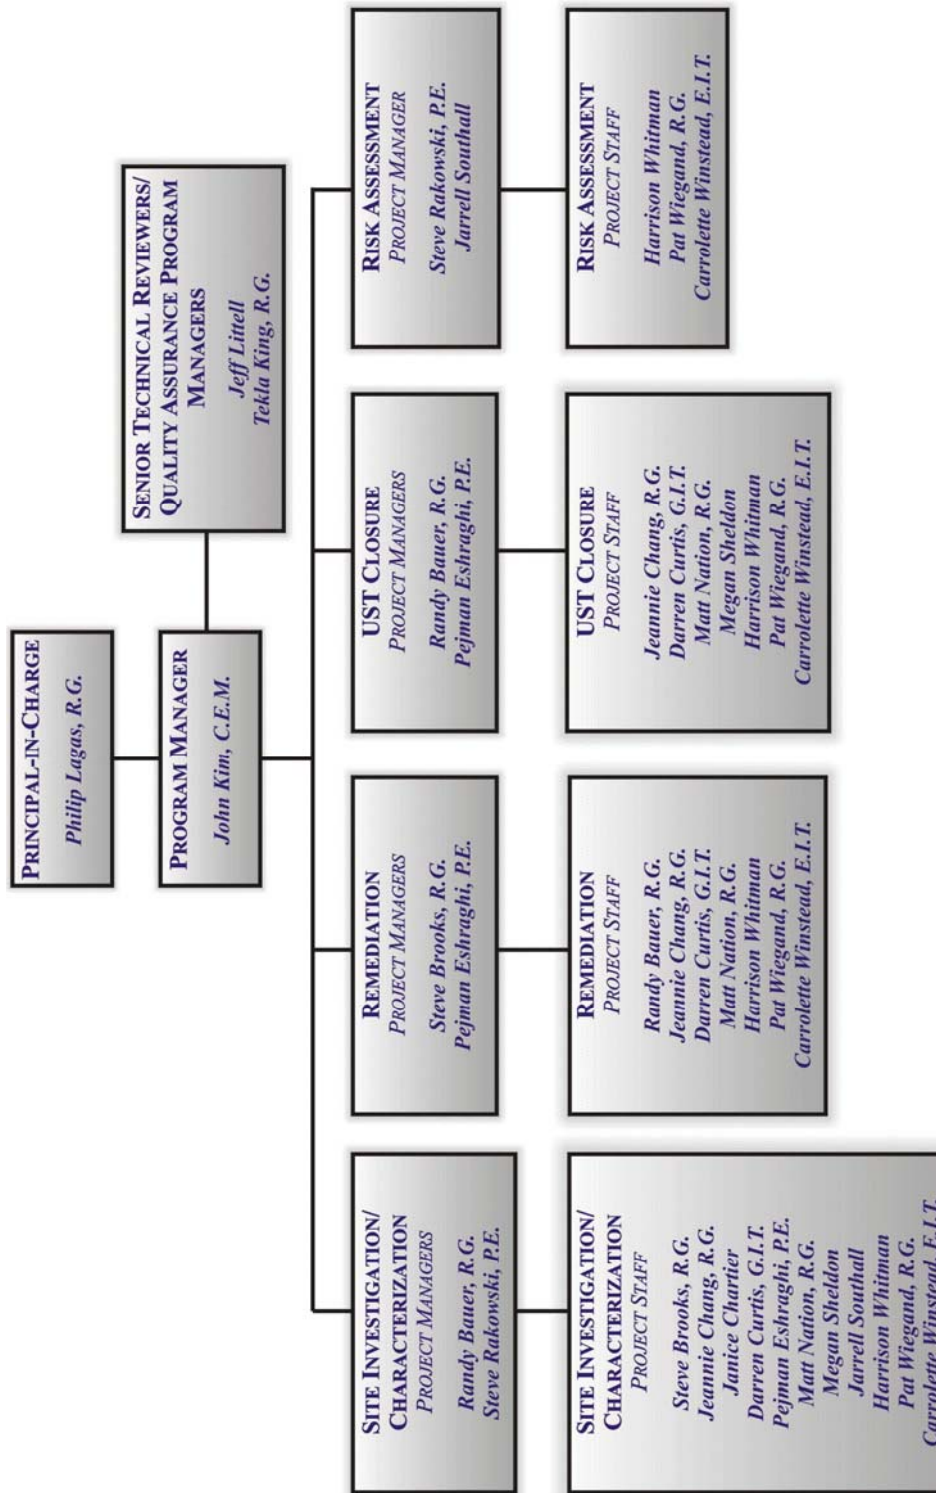 PRINCIPAL-IN-CHARGE
Philip Lagas, R.G.
PROGRAM MANAGER
John Kim, C.E.M.
SENIOR TECHNICAL REVIEWERS/
QUALITY ASSURANCE PROGRAM
MANAGERS
Jeff Littell
Tekla King, R.G.
SITE INVESTIGATION/
CHARACTERIZATION
PROJECT MANAGERS
Randy Bauer, R.G.
Steve Rakowski, P.E.
REMEDIATION
PROJECT MANAGERS
Steve Brooks, R.G.
Pejman Eshraghi, P.E.
UST CLOSURE
PROJECT MANAGERS
Randy Bauer, R.G.
Pejman Eshraghi, P.E.
RISK ASSESSMENT
PROJECT MANAGER
Steve Rakowski, P.E.
Jarrell Southall
SITE INVESTIGATION/
CHARACTERIZATION
PROJECT STAFF
Steve Brooks, R.G.
Jeannie Chang, R.G.
Janice Chartier
Darren Curtis, G.I.T.
Pejman Eshraghi, P.E.
Matt Nation, R.G.
Megan Sheldon
Jarrell Southall
Harrison Whitman
Pat Wiegand, R.G.
Carrolette Winstead, E.I.T.
REMEDIATION
PROJECT STAFF
Randy Bauer, R.G.
Jeannie Chang, R.G.
Darren Curtis, G.I.T.
Matt Nation, R.G.
Harrison Whitman
Pat Wiegand, R.G.
Carrolette Winstead, E.I.T.
UST CLOSURE
PROJECT STAFF
Jeannie Chang, R.G.
Darren Curtis, G.I.T.
Matt Nation, R.G.
Megan Sheldon
Harrison Whitman
Pat Wiegand, R.G.
Carrolette Winstead, E.I.T.
RISK ASSESSMENT
PROJECT STAFF
Harrison Whitman
Pat Wiegand, R.G.
Carrolette Winstead, E.I.T.